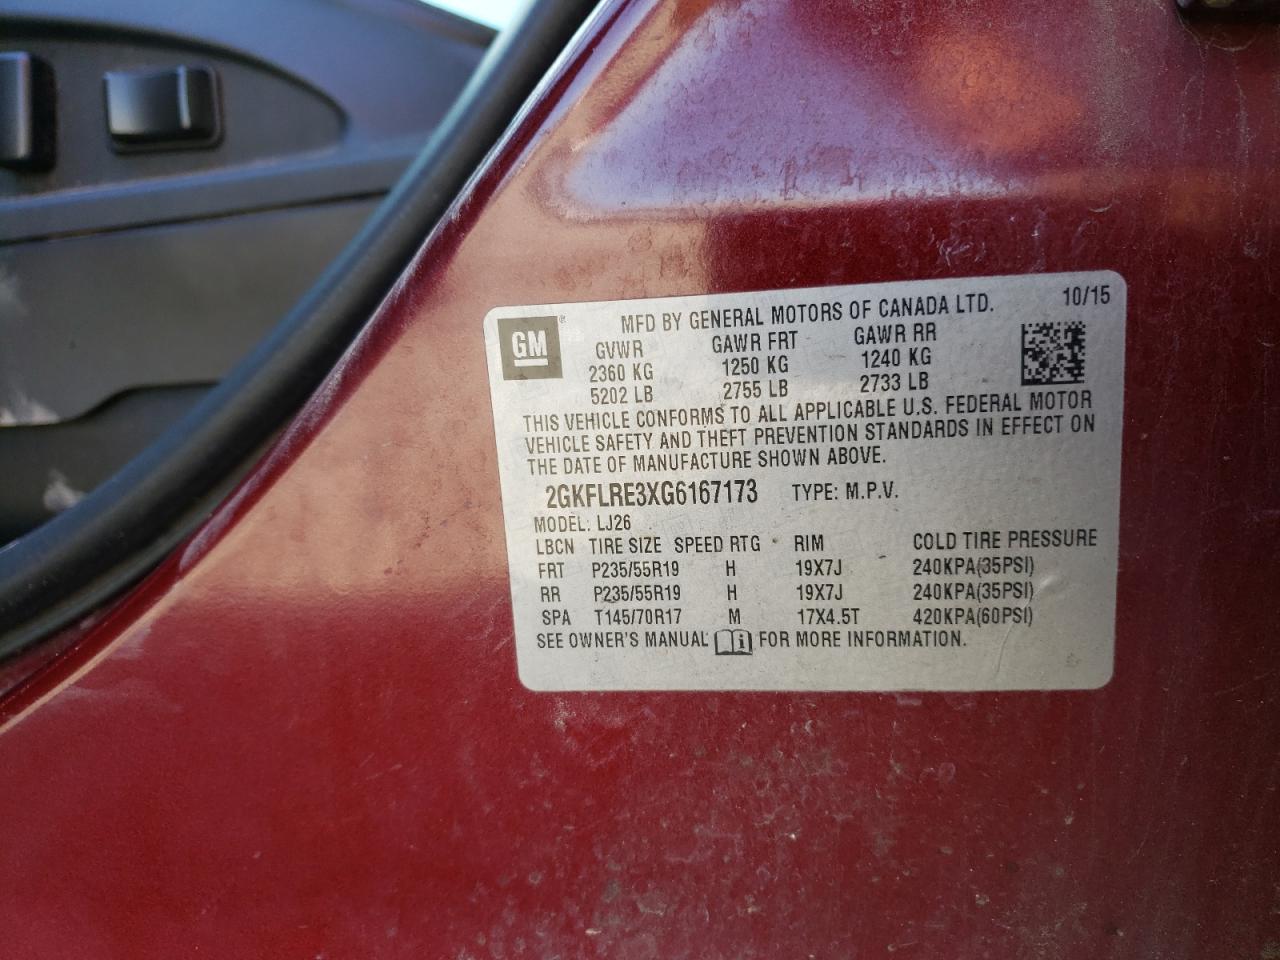 MFD BY GENERAL MOTORS OF CANADA LTD. 10/15
GM
GVWR GAWR FRT GAWR RR
2360 KG 1250 KG 1240 KG
5202 LB 2755 LB 2733 LB
THIS VEHICLE CONFORMS TO ALL APPLICABLE U.S. FEDERAL MOTOR
VEHICLE SAFETY AND THEFT PREVENTION STANDARDS IN EFFECT ON
THE DATE OF MANUFACTURE SHOWN ABOVE.
2GKFLRE3XG6167173 TYPE: M.P.V.
MODEL: LJ26
LBCN TIRE SIZE SPEED RTG RIM COLD TIRE PRESSURE
FRT P235/55R19 H 19X7J 240KPA(35PSI)
RR P235/55R19 H 19X7J 240KPA(35PSI)
SPA T145/70R17 M 17X4.5T 420KPA(60PSI)
SEE OWNER'S MANUAL i FOR MORE INFORMATION.